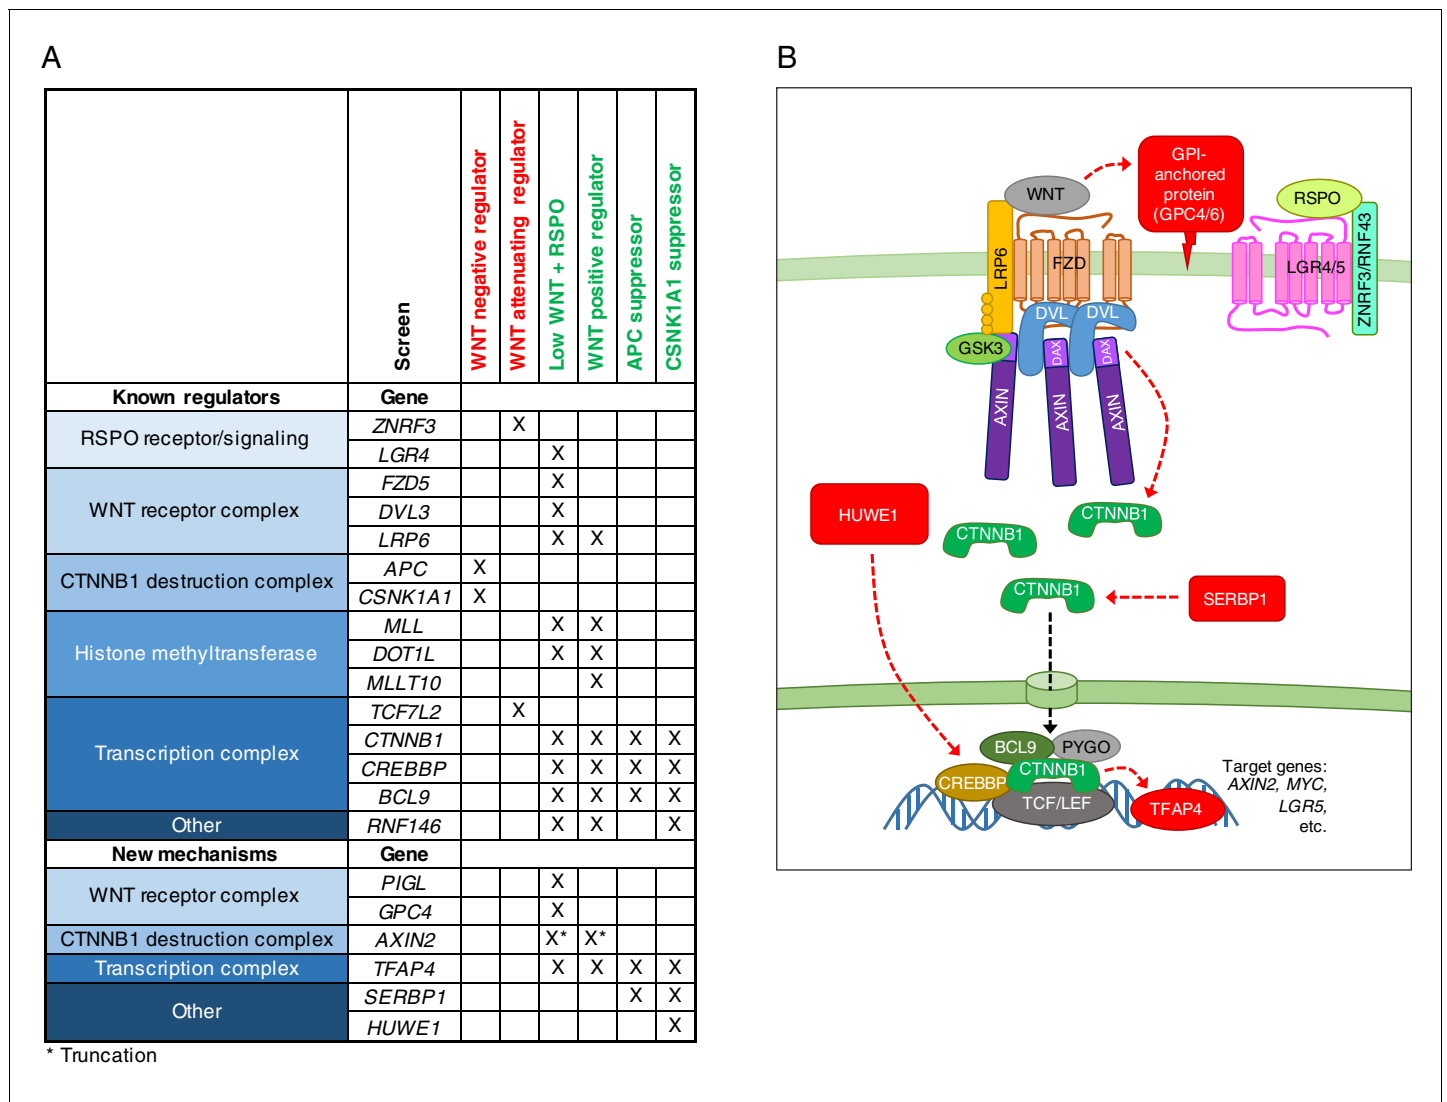 A
Screen
WNT negative regulator
WNT attenuating regulator
Low WNT + RSPO
WNT positive regulator
APC suppressor
CSNK1A1 suppressor
Known regulators Gene
RSPO receptor/signaling
ZNRF3 X
LGR4 X
WNT receptor complex
FZD5 X
DVL3 X
LRP6 X X
CTNNB1 destruction complex
APC X
CSNK1A1 X
Histone methyltransferase
MLL X X
DOT1L X X
MLLT10 X
Transcription complex
TCF7L2 X
CTNNB1 X X X X
CREBBP X X X X
BCL9 X X X X
Other RNF146 X X X
New mechanisms Gene
WNT receptor complex
PIGL X
GPC4 X
CTNNB1 destruction complex AXIN2 X* X*
Transcription complex TFAP4 X X X X
Other
SERBP1 X X
HUWE1 X
* Truncation
B
GPI-
anchored
protein
(GPC4/6)
WNT
RSPO
LRP6
FZD
LGR4/5
ZNRF3/RNF43
DVL
DVL
GSK3
DAX
DAX
AXIN
AXIN
AXIN
HUWE1
CTNNB1
CTNNB1
CTNNB1
SERBP1
BCL9
PYGO
CREBBP
CTNNB1
TCF/LEF
TFAP4
Target genes:
AXIN2, MYC,
LGR5,
etc.